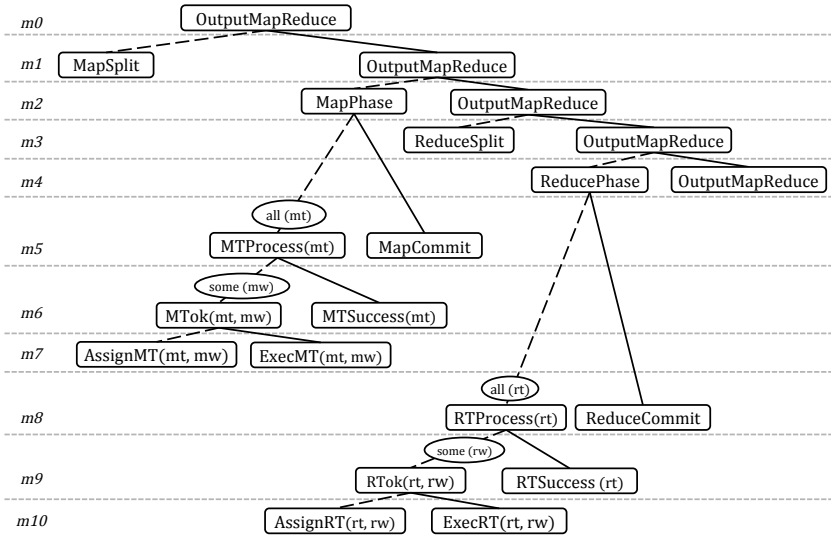 m0 OutputMapReduce
m1 MapSplit OutputMapReduce
m2 MapPhase OutputMapReduce
m3 ReduceSplit OutputMapReduce
m4 ReducePhase OutputMapReduce
all (mt)
m5 MTProcess(mt) MapCommit
some (mw)
m6 MTok(mt, mw) MTSuccess(mt)
m7 AssignMT(mt, mw) ExecMT(mt, mw)
all (rt)
m8 RTProcess(rt) ReduceCommit
some (rw)
m9 RTok(rt, rw) RTSuccess (rt)
m10 AssignRT(rt, rw) ExecRT(rt, rw)